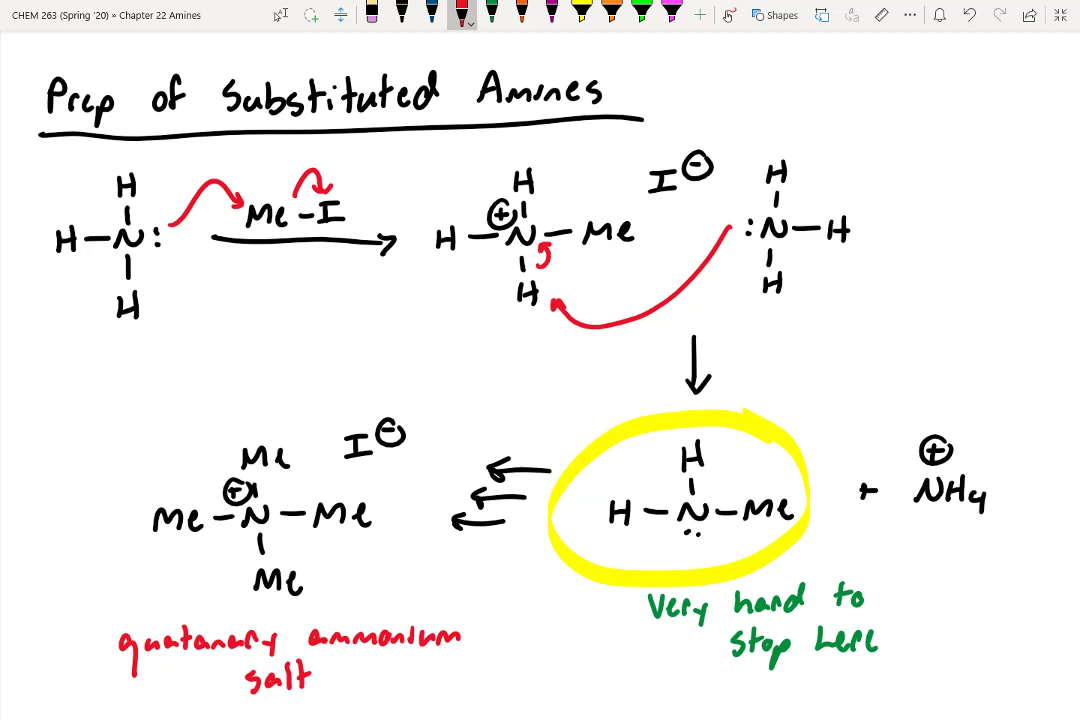 CHEM 263 (Spring '20) » Chapter 22 Amines
Shapes
Prep of Substituted Amines
H
H
I ⊖
H – N :
Me – I
⊕
H – N – Me
: N – H
H
H
H
Me
I ⊖
H
⊕
⊕
Me – N – Me
H – N – Me
+ NH4
Me
Very hard to
stop here
quatanary ammonium
salt